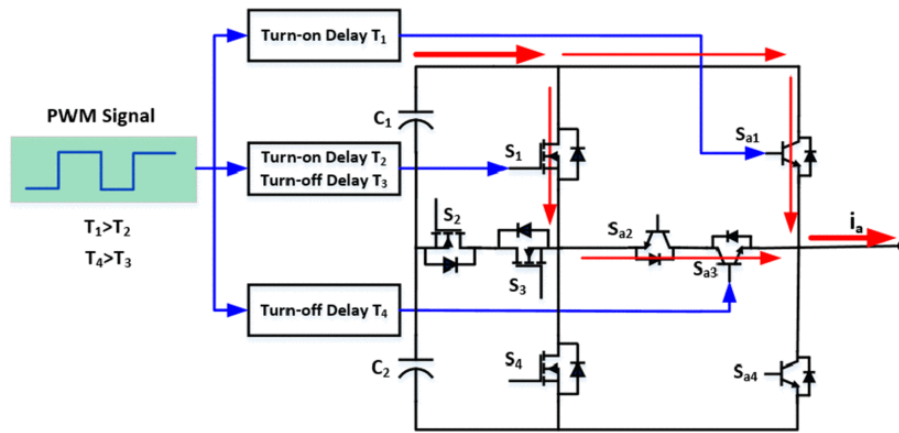 Turn-on Delay T₁
PWM Signal
Turn-on Delay T₂
Turn-off Delay T₃
T₁>T₂
T₄>T₃
Turn-off Delay T₄
C₁
S₁
Sₐ₁
S₂
S₃
Sₐ₂
Sₐ₃
iₐ
C₂
S₄
Sₐ₄